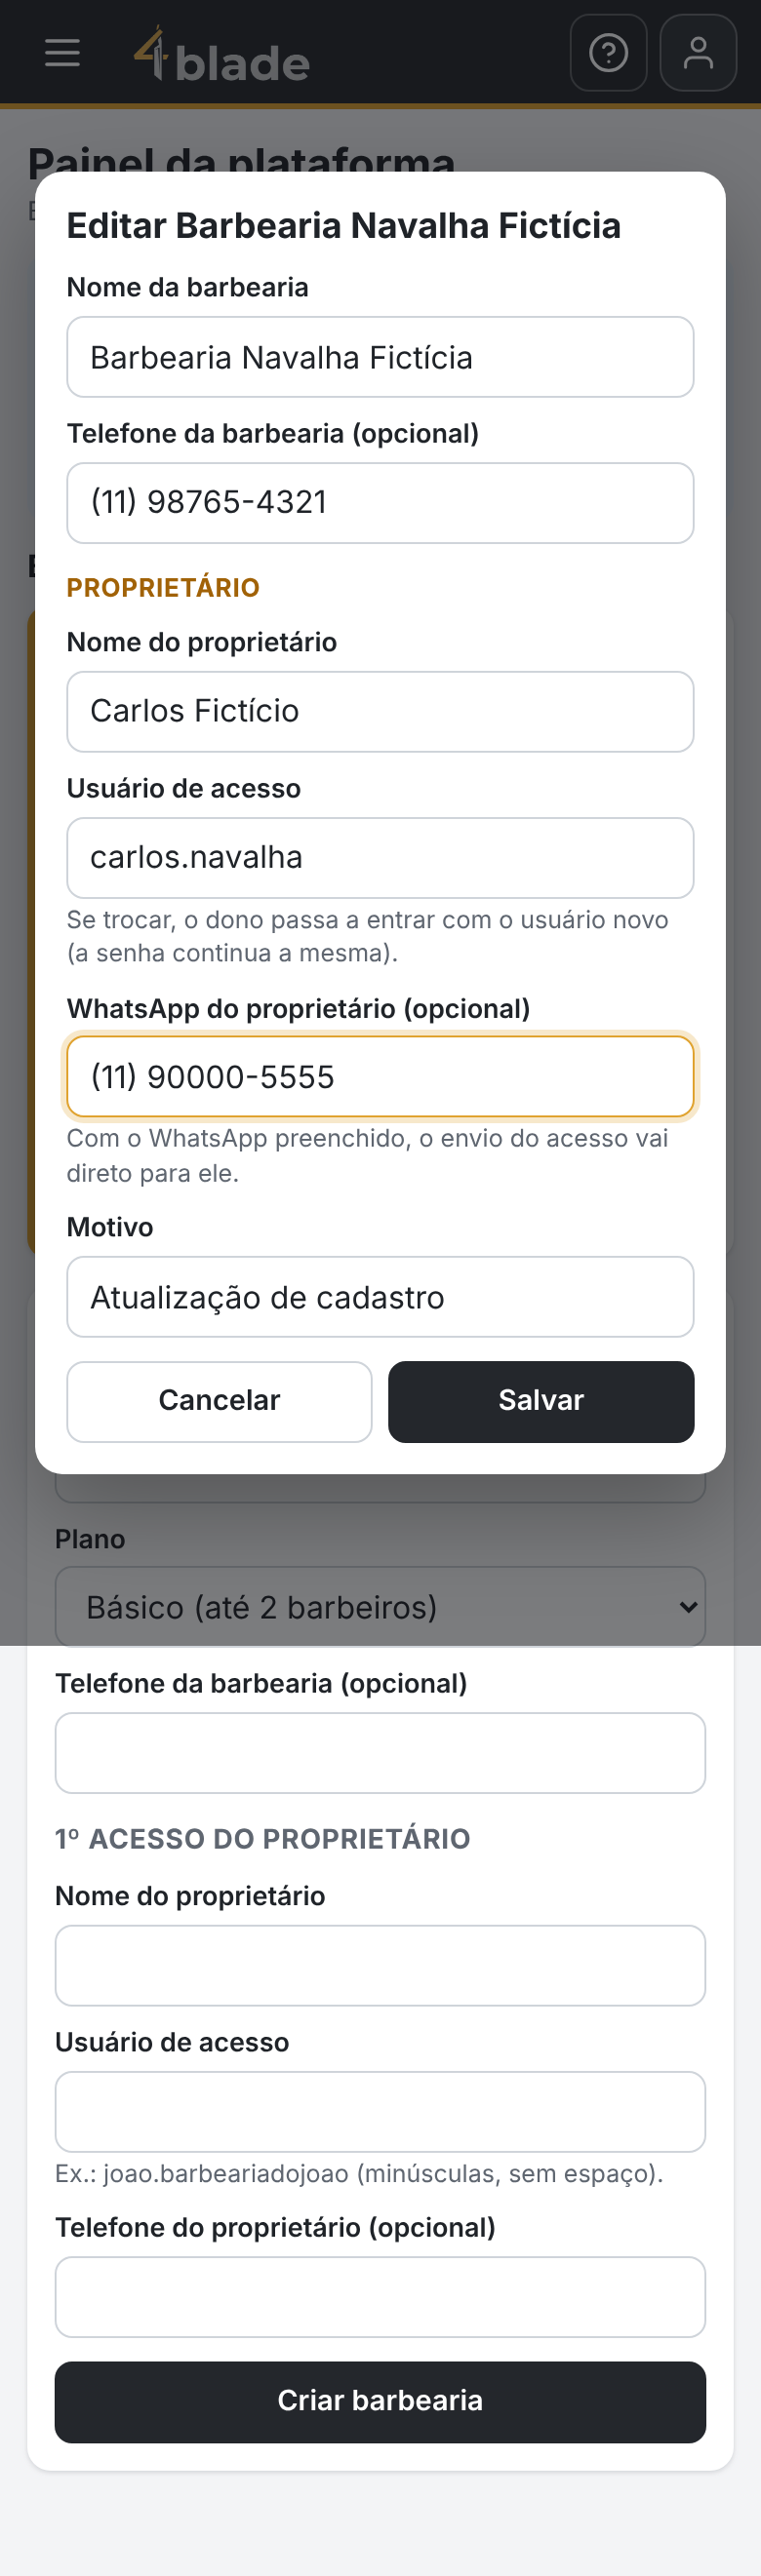 4blade
Painel da plataforma
Editar Barbearia Navalha Fictícia
Nome da barbearia
Barbearia Navalha Fictícia
Telefone da barbearia (opcional)
(11) 98765-4321
PROPRIETÁRIO
Nome do proprietário
Carlos Fictício
Usuário de acesso
carlos.navalha
Se trocar, o dono passa a entrar com o usuário novo
(a senha continua a mesma).
WhatsApp do proprietário (opcional)
(11) 90000-5555
Com o WhatsApp preenchido, o envio do acesso vai
direto para ele.
Motivo
Atualização de cadastro
Cancelar
Salvar
Plano
Básico (até 2 barbeiros)
Telefone da barbearia (opcional)
1º ACESSO DO PROPRIETÁRIO
Nome do proprietário
Usuário de acesso
Ex.: joao.barbeariadojoao (minúsculas, sem espaço).
Telefone do proprietário (opcional)
Criar barbearia